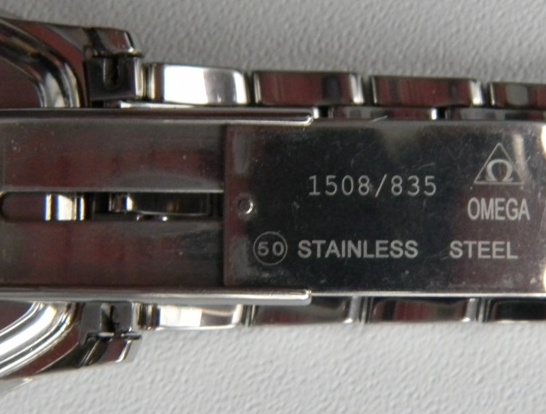 1508/835
Ω
OMEGA
50 STAINLESS STEEL